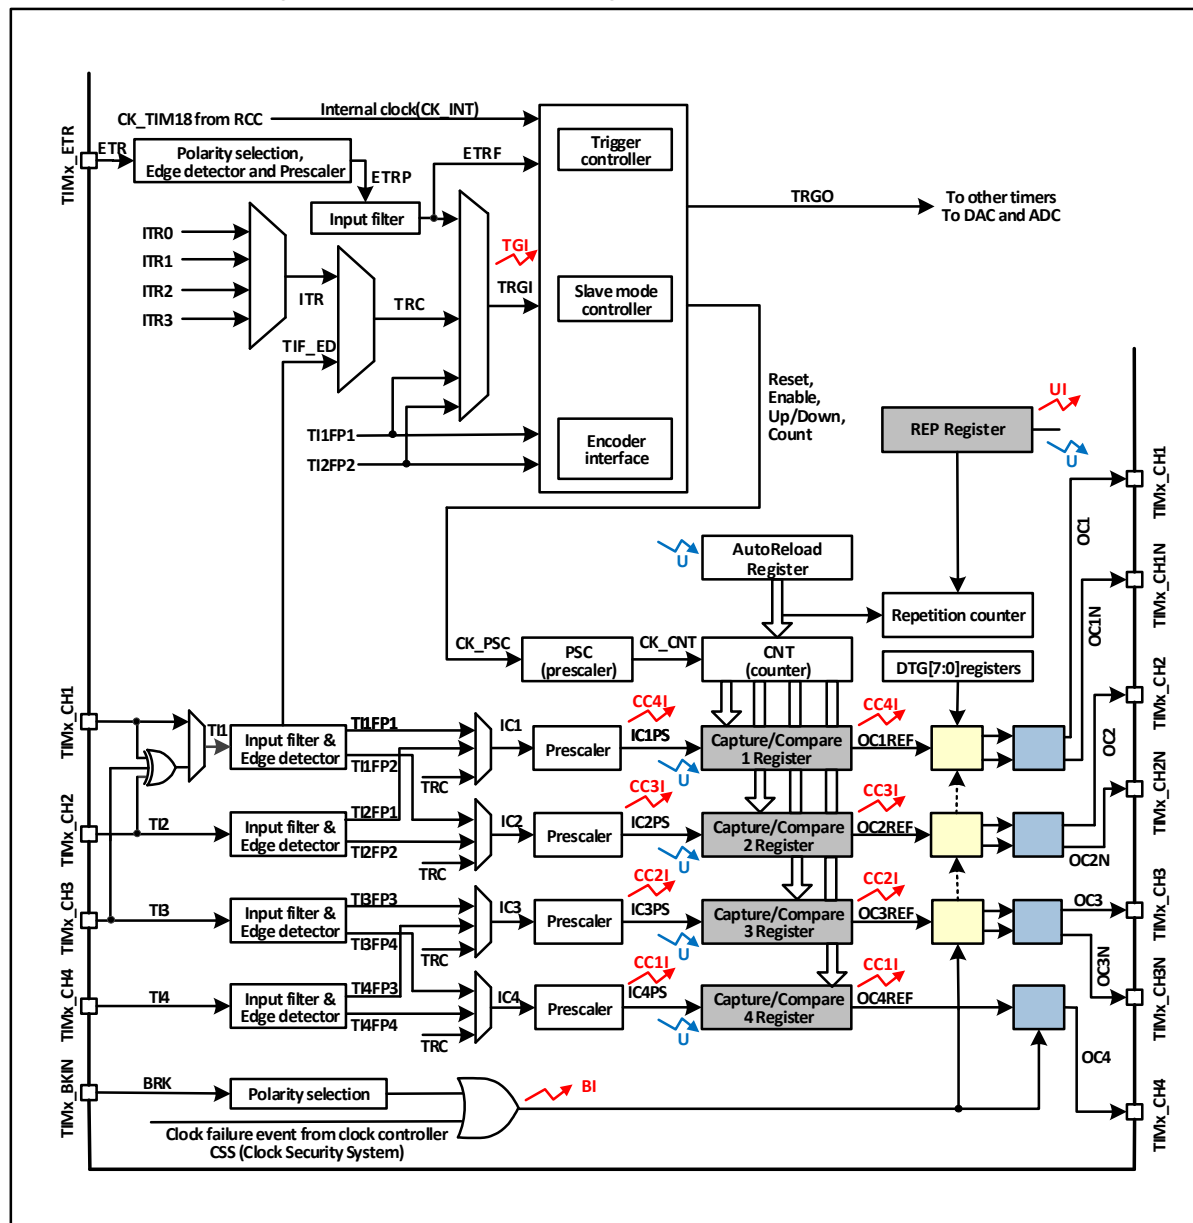 Internal clock(CK_INT)
CK_TIM18 from RCC
TIMx_ETR
ETR
Polarity selection,
Edge detector and Prescaler
ETRP
Input filter
ETRF
Trigger
controller
TRGO
To other timers
To DAC and ADC
ITR0
ITR1
ITR2
ITR3
ITR
TIF_ED
TRC
TGI
TRGI
Slave mode
controller
Reset,
Enable,
Up/Down,
Count
TI1FP1
TI2FP2
Encoder
interface
UI
REP Register
U
U
AutoReload
Register
Repetition counter
CK_PSC
PSC
(prescaler)
CK_CNT
CNT
(counter)
DTG[7:0]registers
TIMx_CH1
TI1
Input filter &
Edge detector
TI1FP1
TI1FP2
TRC
IC1
Prescaler
CC4I
IC1PS
U
Capture/Compare
1 Register
CC4I
OC1REF
OC1
TIMx_CH1
OC1N
TIMx_CH1N
TIMx_CH2
TI2
Input filter &
Edge detector
TI2FP1
TI2FP2
TRC
IC2
Prescaler
CC3I
IC2PS
U
Capture/Compare
2 Register
CC3I
OC2REF
OC2
TIMx_CH2
OC2N
TIMx_CH2N
TIMx_CH3
TI3
Input filter &
Edge detector
TI3FP3
TI3FP4
TRC
IC3
Prescaler
CC2I
IC3PS
U
Capture/Compare
3 Register
CC2I
OC3REF
OC3
TIMx_CH3
OC3N
TIMx_CH3N
TIMx_CH4
TI4
Input filter &
Edge detector
TI4FP3
TI4FP4
TRC
IC4
Prescaler
CC1I
IC4PS
U
Capture/Compare
4 Register
CC1I
OC4REF
OC4
TIMx_CH4
TIMx_BKIN
BRK
Polarity selection
BI
Clock failure event from clock controller
CSS (Clock Security System)